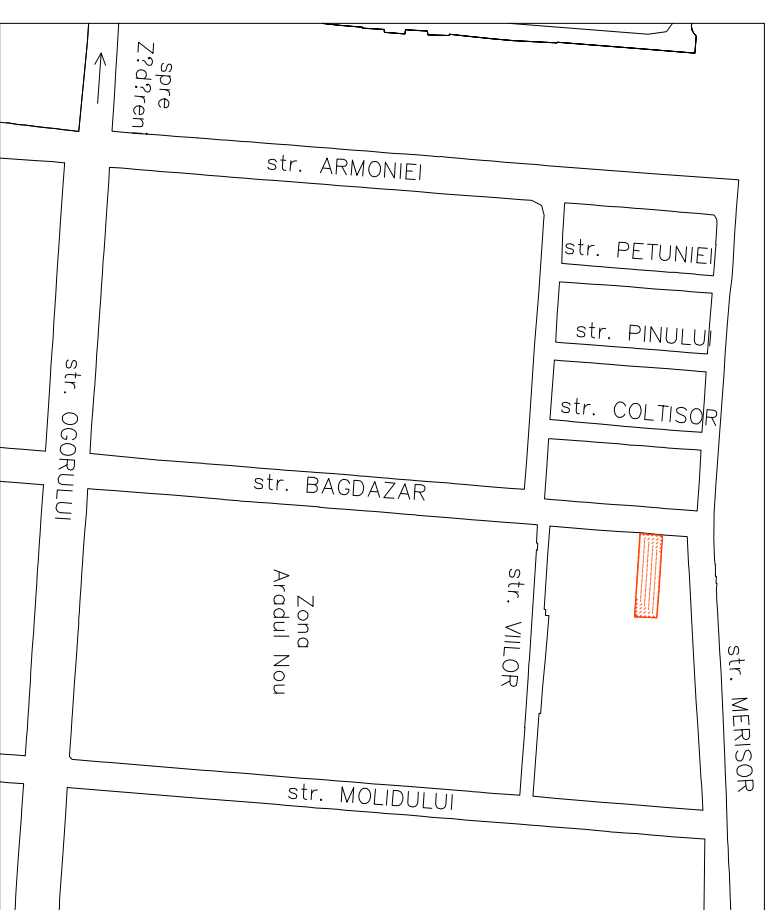 spre
Z?d?reni
str. ARMONIEI
str. PETUNIEI
str. PINULUI
str. COLTISOR
str. OGORULUI
str. BAGDAZAR
Zona
Aradul Nou
str. VIILOR
str. MERISOR
str. MOLIDULUI